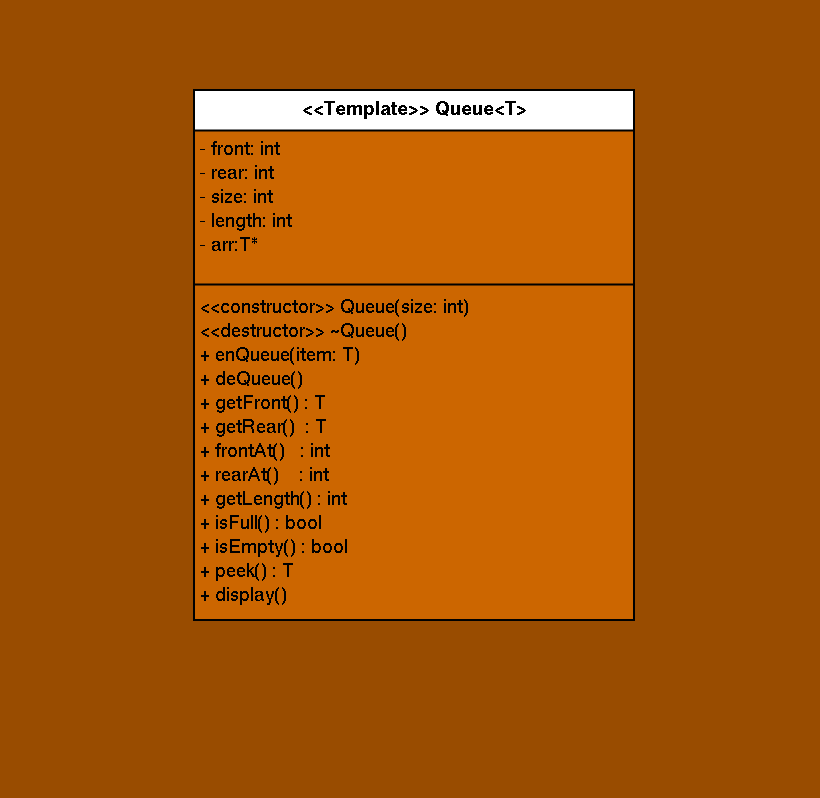 <<Template>> Queue<T>
- front: int
- rear: int
- size: int
- length: int
- arr:T*
<<constructor>> Queue(size: int)
<<destructor>> ~Queue()
+ enQueue(item: T)
+ deQueue()
+ getFront() : T
+ getRear()  : T
+ frontAt()   : int
+ rearAt()    : int
+ getLength() : int
+ isFull() : bool
+ isEmpty() : bool
+ peek() : T
+ display()